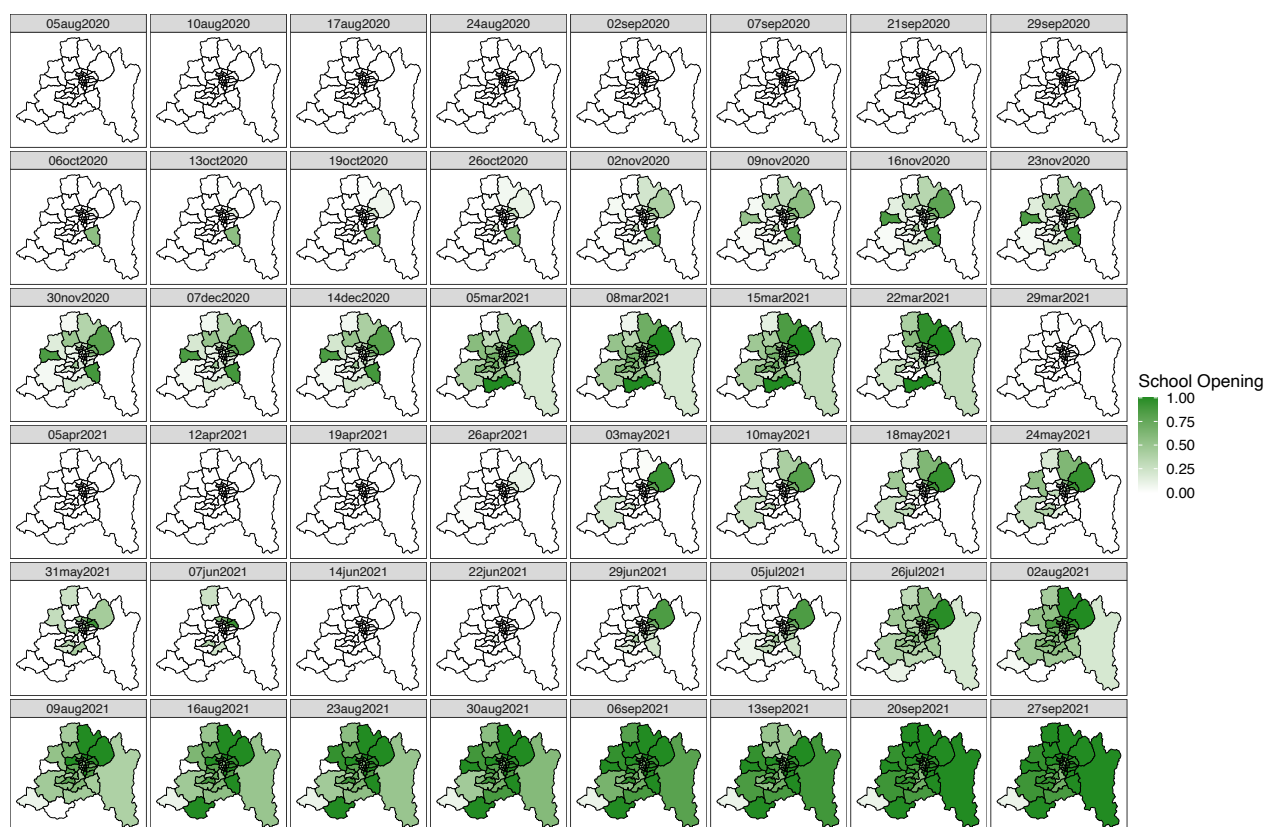 05aug2020 10aug2020 17aug2020 24aug2020 02sep2020 07sep2020 21sep2020 29sep2020
06oct2020 13oct2020 19oct2020 26oct2020 02nov2020 09nov2020 16nov2020 23nov2020
30nov2020 07dec2020 14dec2020 05mar2021 08mar2021 15mar2021 22mar2021 29mar2021
School Opening
1.00
0.75
0.50
0.25
0.00
05apr2021 12apr2021 19apr2021 26apr2021 03may2021 10may2021 18may2021 24may2021
31may2021 07jun2021 14jun2021 22jun2021 29jun2021 05jul2021 26jul2021 02aug2021
09aug2021 16aug2021 23aug2021 30aug2021 06sep2021 13sep2021 20sep2021 27sep2021